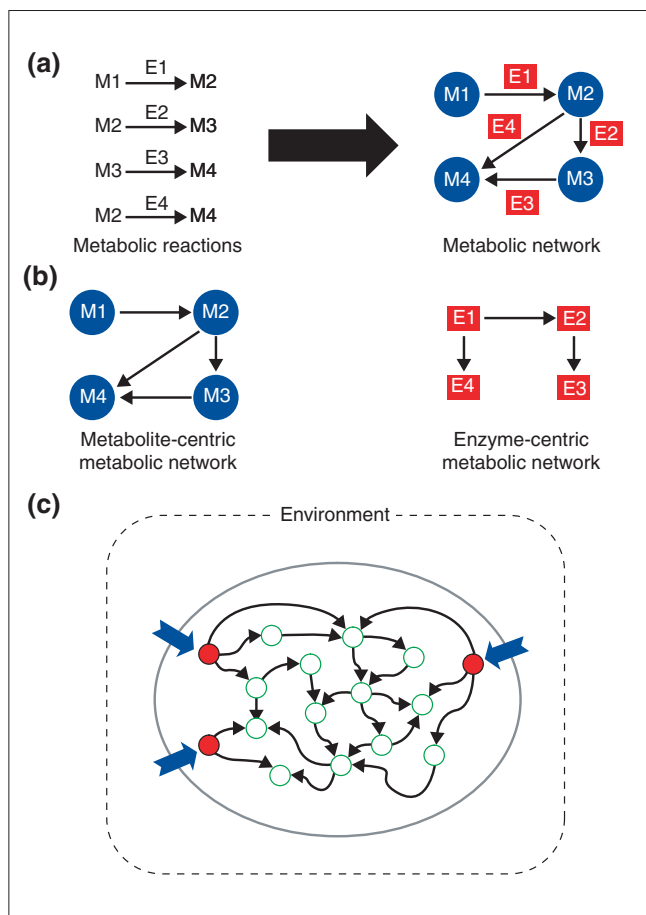 (a)
E1
M1 M2
E2
M2 M3
E3
M3 M4
E4
M2 M4
Metabolic reactions
E1
M1 M2
E4 E2
M4 M3
E3
Metabolic network
(b)
M1 M2
M4 M3
Metabolite-centric
metabolic network
E1 E2
E4 E3
Enzyme-centric
metabolic network
(c)
Environment